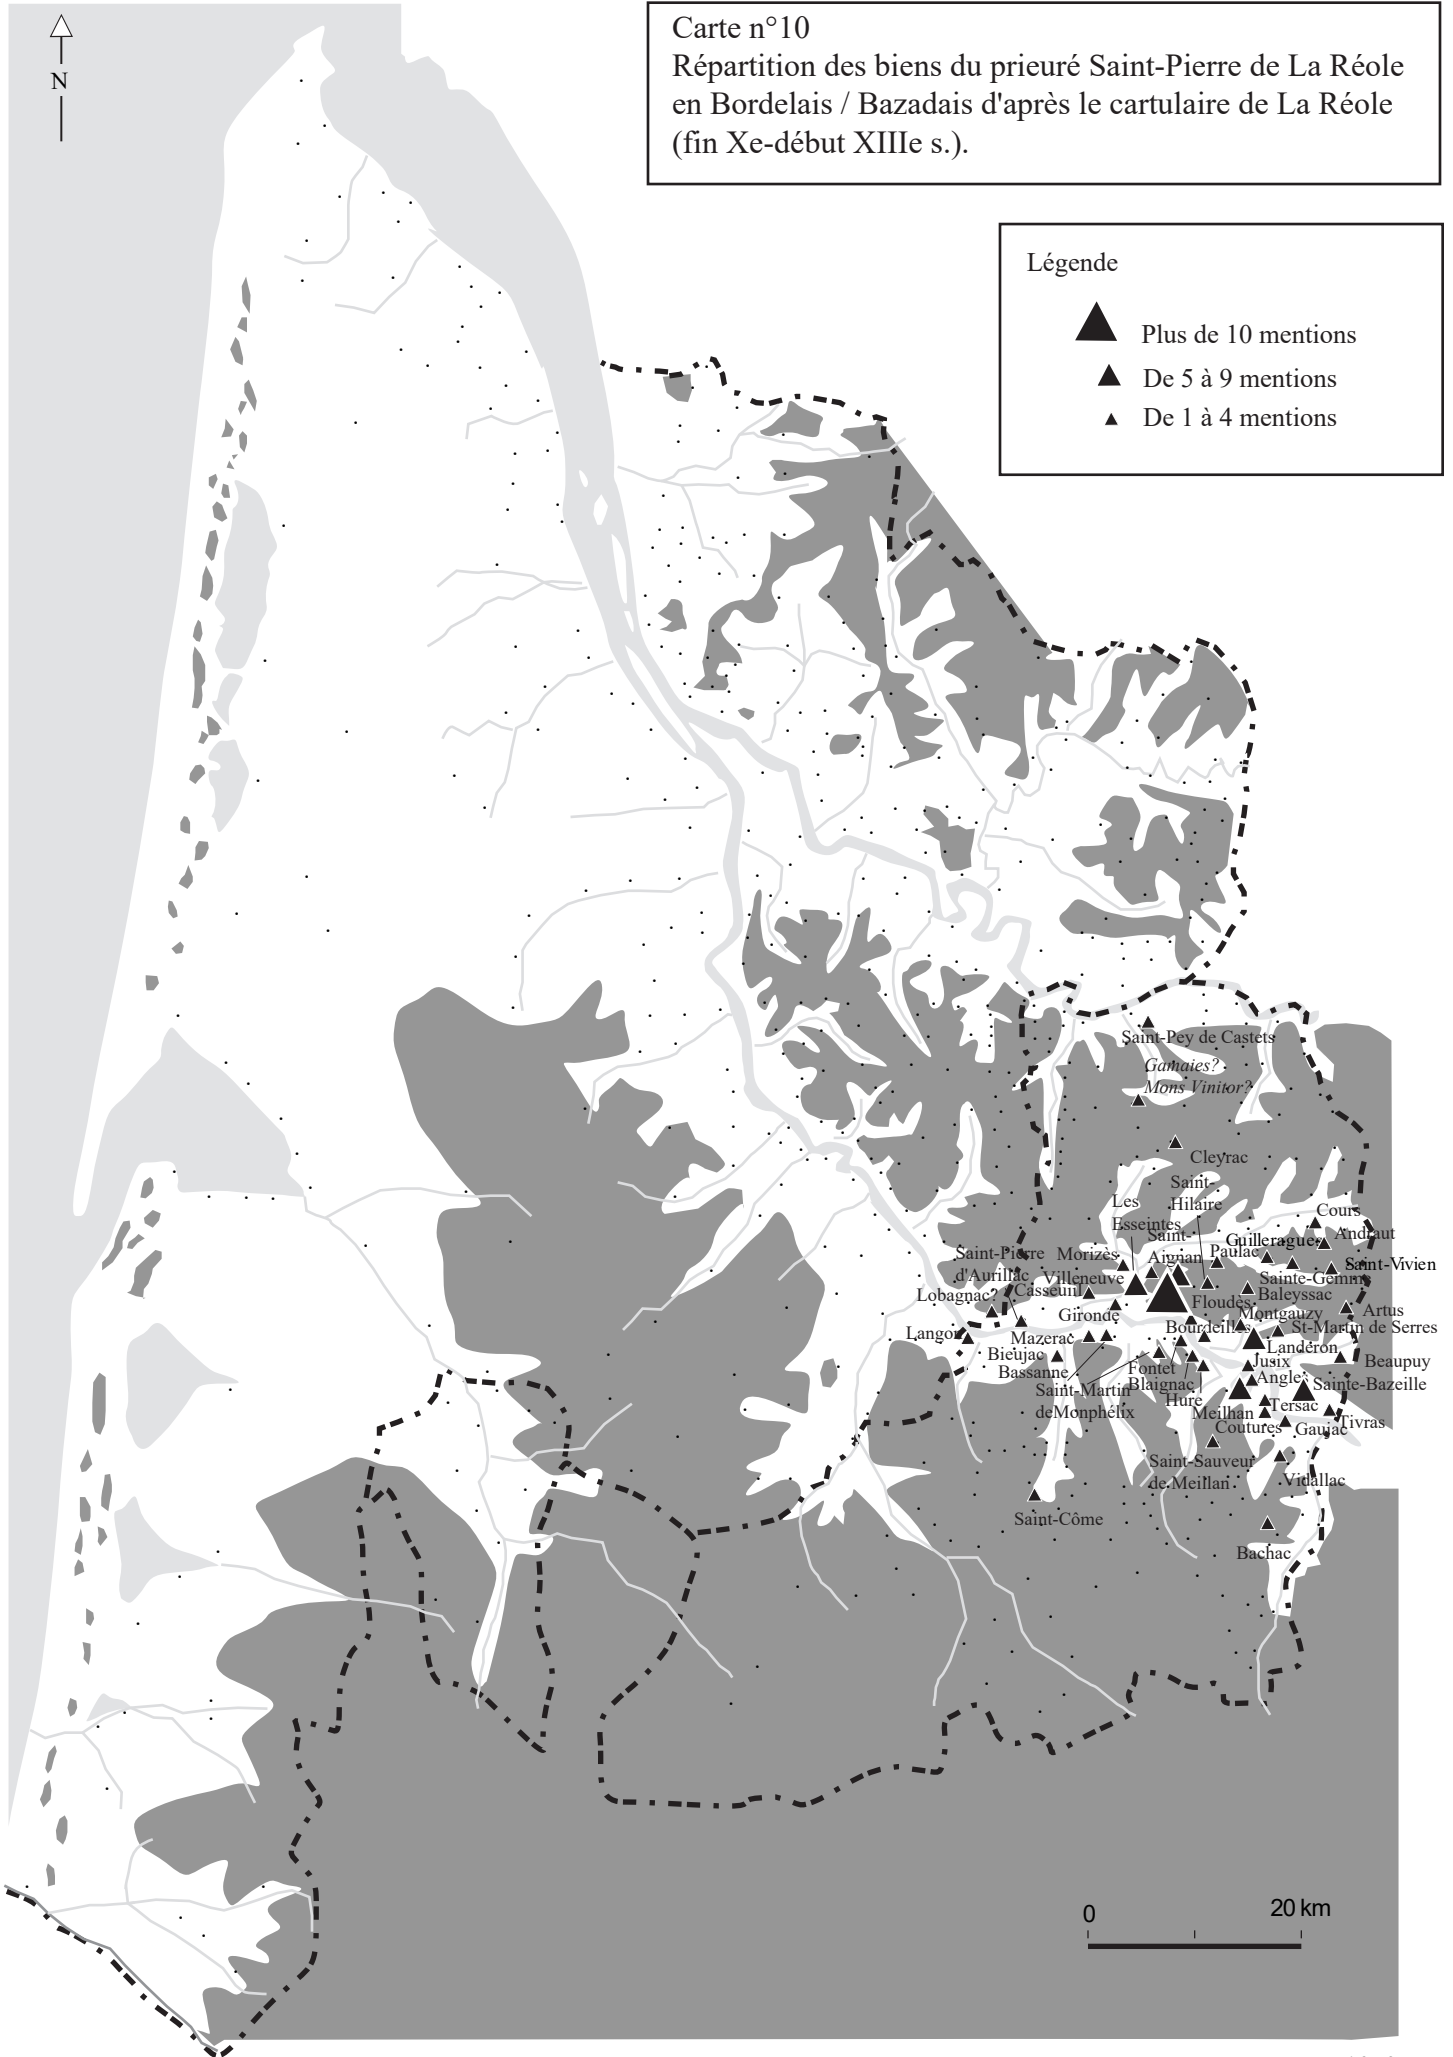 N
Carte n°10
Répartition des biens du prieuré Saint-Pierre de La Réole
en Bordelais / Bazadais d'après le cartulaire de La Réole
(fin Xe-début XIIIe s.).
Légende
Plus de 10 mentions
De 5 à 9 mentions
De 1 à 4 mentions
Saint-Pey de Castets
Gamaies?
Mons Vinitor?
Cleyrac
Saint-
Hilaire
Les
Esseintes
Saint-
Aignan
Cours
Andraut
Guillerague
Paulac
Saint-Vivien
Saint-Pierre
d'Aurillac
Morizès
Villeneuve
Sainte-Gemme
Baleyssac
Lobagnac?
Casseuil
Floudès
Artus
Gironde
Montgauzy
Bourdeilles
St-Martin de Serres
Langon
Mazerac
Landeron
Bieujac
Jusix
Beaupuy
Bassanne
Fontet
Angles
Sainte-Bazeille
Saint-Martin
deMonphélix
Blaignac
Hure
Meilhan
Tersac
Tivras
Coutures
Gaujac
Saint-Sauveur
de Meillan
Vidallac
Saint-Côme
Bachac
0
20 km